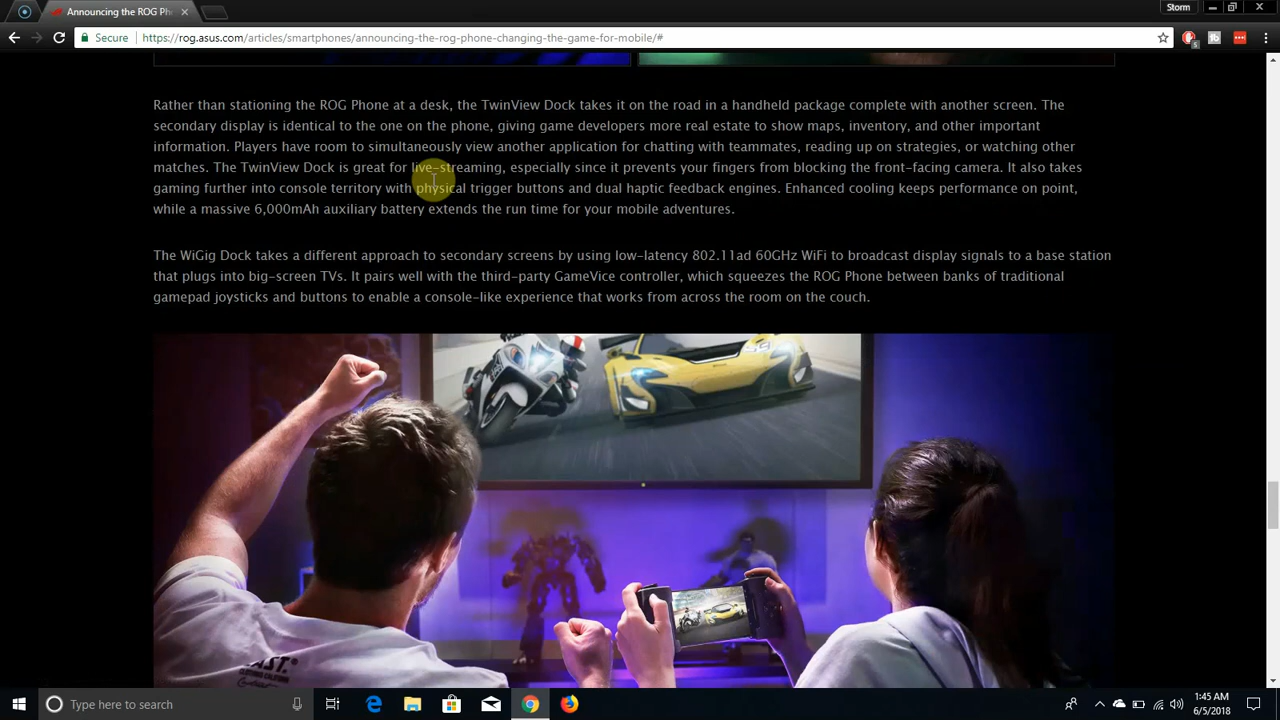 Announcing the ROG Ph
Storm
Secure
https://rog.asus.com/articles/smartphones/announcing-the-rog-phone-changing-the-game-for-mobile/#
Rather than stationing the ROG Phone at a desk, the TwinView Dock takes it on the road in a handheld package complete with another screen. The
secondary display is identical to the one on the phone, giving game developers more real estate to show maps, inventory, and other important
information. Players have room to simultaneously view another application for chatting with teammates, reading up on strategies, or watching other
matches. The TwinView Dock is great for live-streaming, especially since it prevents your fingers from blocking the front-facing camera. It also takes
gaming further into console territory with physical trigger buttons and dual haptic feedback engines. Enhanced cooling keeps performance on point,
while a massive 6,000mAh auxiliary battery extends the run time for your mobile adventures.
The WiGig Dock takes a different approach to secondary screens by using low-latency 802.11ad 60GHz WiFi to broadcast display signals to a base station
that plugs into big-screen TVs. It pairs well with the third-party GameVice controller, which squeezes the ROG Phone between banks of traditional
gamepad joysticks and buttons to enable a console-like experience that works from across the room on the couch.
Type here to search
1:45 AM
6/5/2018